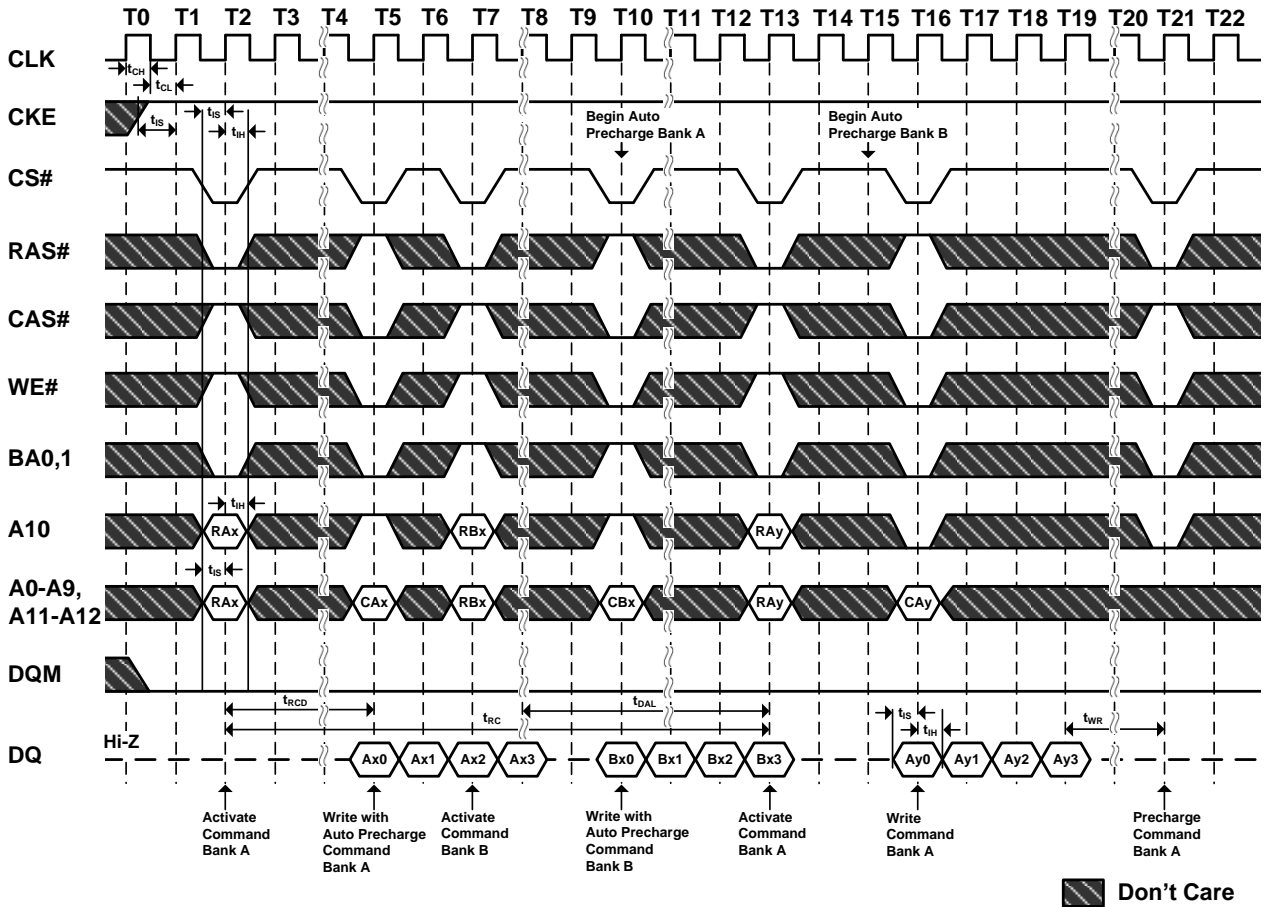 T0 T1 T2 T3 T4 T5 T6 T7 T8 T9 T10 T11 T12 T13 T14 T15 T16 T17 T18 T19 T20 T21 T22
CLK
tCH
tCL
CKE
tIS
tIS
tIH
Begin Auto
Precharge Bank A
Begin Auto
Precharge Bank B
CS#
RAS#
CAS#
WE#
BA0,1
tIH
A10
RAx RBx RAy
tIS
A0-A9,
A11-A12
RAx CAx RBx CBx RAy CAy
DQM
tRCD
tDAL
tRC
tIS
tIH
tWR
Hi-Z
DQ
Ax0 Ax1 Ax2 Ax3 Bx0 Bx1 Bx2 Bx3 Ay0 Ay1 Ay2 Ay3
Activate
Command
Bank A
Write with
Auto Precharge
Command
Bank A
Activate
Command
Bank B
Write with
Auto Precharge
Command
Bank B
Activate
Command
Bank A
Write
Command
Bank A
Precharge
Command
Bank A
Don't Care